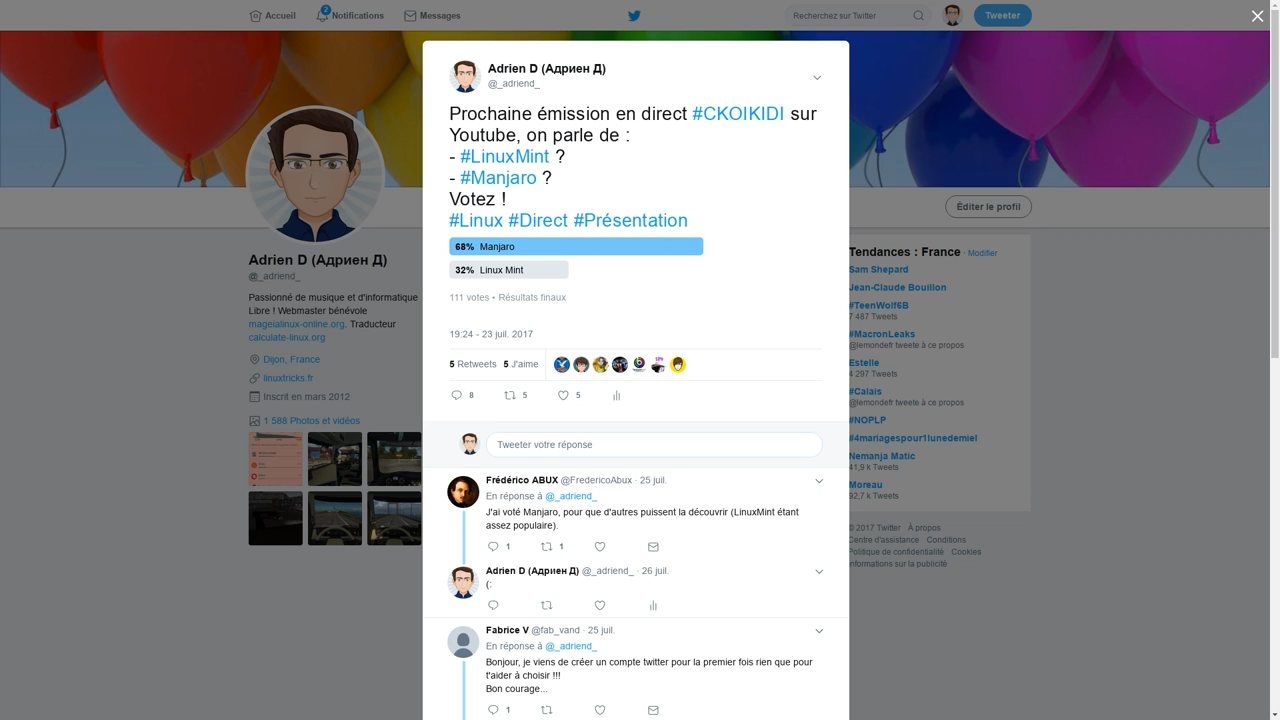 Accueil
2
Notifications
Messages
Recherchez sur Twitter
Tweeter
Adrien D (Адриен Д)
@_adriend_
Passionné de musique et d'informatique
Libre ! Webmaster bénévole
mageialinux-online.org. Traducteur
calculate-linux.org
Dijon, France
linuxtricks.fr
Inscrit en mars 2012
1 588 Photos et vidéos
Adrien D (Адриен Д)
@_adriend_
Prochaine émission en direct #CKOIKIDI sur
Youtube, on parle de :
- #LinuxMint ?
- #Manjaro ?
Votez !
#Linux #Direct #Présentation
68% Manjaro
32% Linux Mint
111 votes • Résultats finaux
19:24 - 23 juil. 2017
5 Retweets 5 J'aime
8 5 5
Tweeter votre réponse
Frédérico ABUX @FredericoAbux · 25 juil.
En réponse à @_adriend_
J'ai voté Manjaro, pour que d'autres puissent la découvrir (LinuxMint étant
assez populaire).
1 1
Adrien D (Адриен Д) @_adriend_ · 26 juil.
(:
Fabrice V @fab_vand · 25 juil.
En réponse à @_adriend_
Bonjour, je viens de créer un compte twitter pour la premier fois rien que pour
t'aider à choisir !!!
Bon courage...
1
Éditer le profil
Tendances : France · Modifier
Sam Shepard
Jean-Claude Bouillon
#TeenWolf6B
7 487 Tweets
#MacronLeaks
@lemondefr tweete à ce propos
Estelle
4 297 Tweets
#Calais
@lemondefr tweete à ce propos
#NOPLP
#4mariagespour1lunedemiel
Nemanja Matic
41,9 k Tweets
Moreau
92,7 k Tweets
© 2017 Twitter À propos
Centre d'assistance Conditions
Politique de confidentialité Cookies
Informations sur la publicité